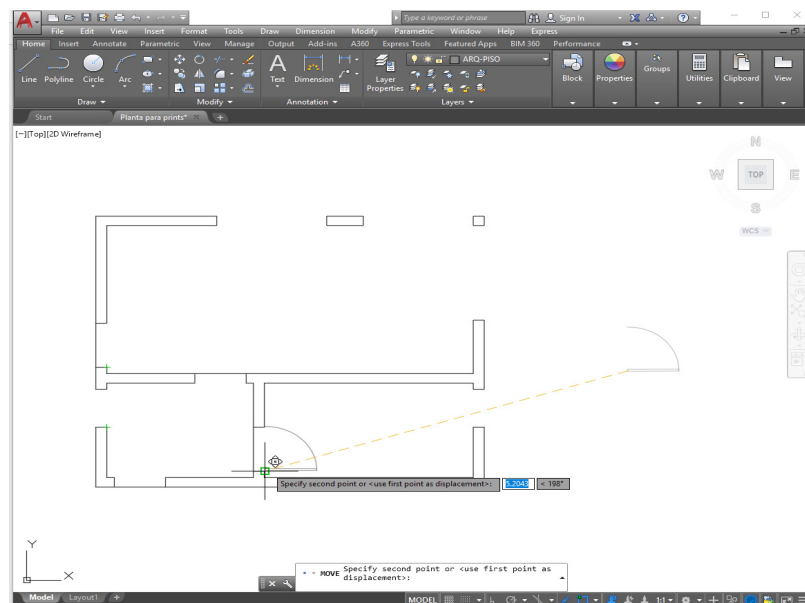 Type a keyword or phrase Sign In
File Edit View Insert Format Tools Draw Dimension Modify Parametric Window Help Express
Home Insert Annotate Parametric View Manage Output Add-ins A360 Express Tools Featured Apps BIM 360 Performance
ARQ-PISO
Line Polyline Circle Arc Text Dimension Layer Properties Block Properties Groups Utilities Clipboard View
Draw Modify Annotation Layers
Start Planta para prints*
[−][Top][2D Wireframe]
N
W TOP E
S
WCS
Specify second point or <use first point as displacement>: 5.2043 < 198°
Y
X
MOVE Specify second point or <use first point as
displacement>:
Model Layout1 +
MODEL 1:1